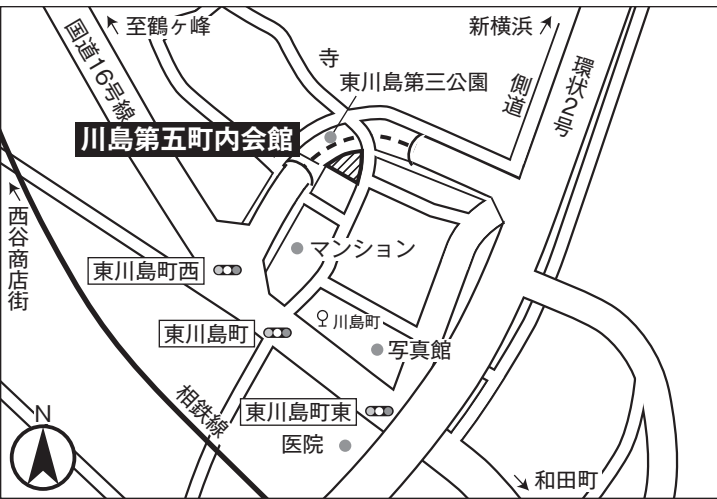 至鶴ヶ峰
新横浜
国道16号線
寺
東川島第三公園
側道
環状2号
川島第五町内会館
西谷商店街
マンション
東川島町西
川島町
東川島町
写真館
相鉄線
東川島町東
医院
N
和田町